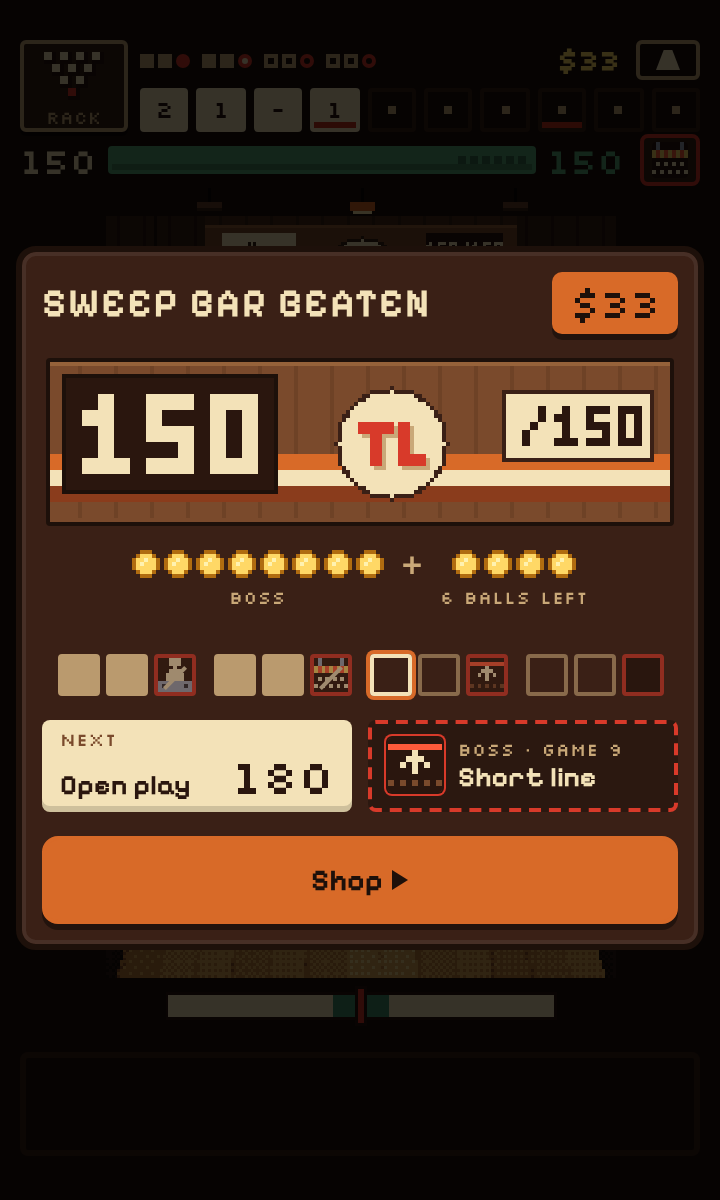 $33
RACK
2 1 - 1
150 150
SWEEP BAR BEATEN
$33
150
TL
/150
+
BOSS
6 BALLS LEFT
NEXT
Open play 180
BOSS · GAME 9
Short line
Shop